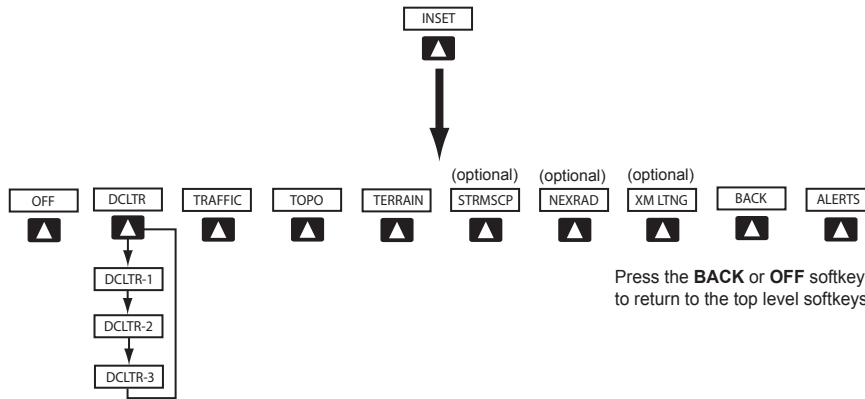 INSET
(optional) (optional) (optional)
OFF DCLTR TRAFFIC TOPO TERRAIN STRMSCP NEXRAD XM LTNG BACK ALERTS
DCLTR-1
DCLTR-2
DCLTR-3
Press the BACK or OFF softkey
to return to the top level softkeys